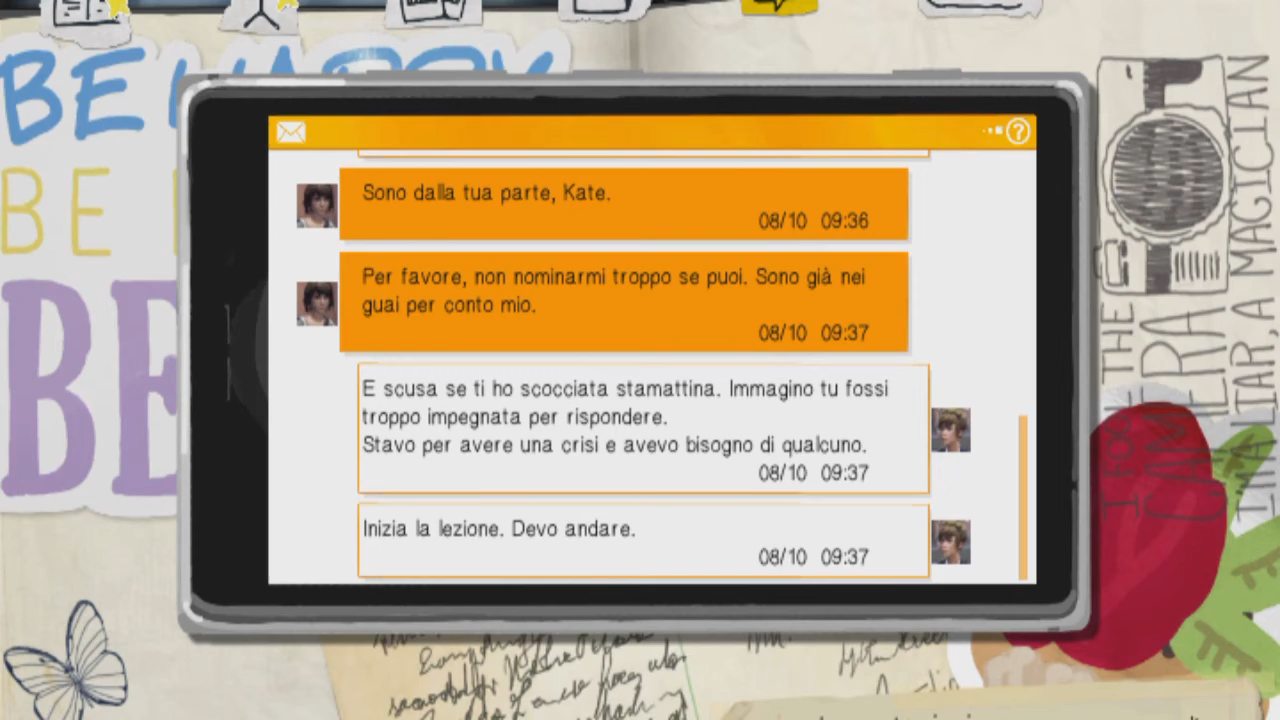 BE HAPPY
BE
BE
Sono dalla tua parte, Kate.
08/10 09:36
Per favore, non nominarmi troppo se puoi. Sono già nei
guai per conto mio.
08/10 09:37
E scusa se ti ho scocciata stamattina. Immagino tu fossi
troppo impegnata per rispondere.
Stavo per avere una crisi e avevo bisogno di qualcuno.
08/10 09:37
Inizia la lezione. Devo andare.
08/10 09:37
?
THE
CAMERA
LIAR, A MAGICIAN